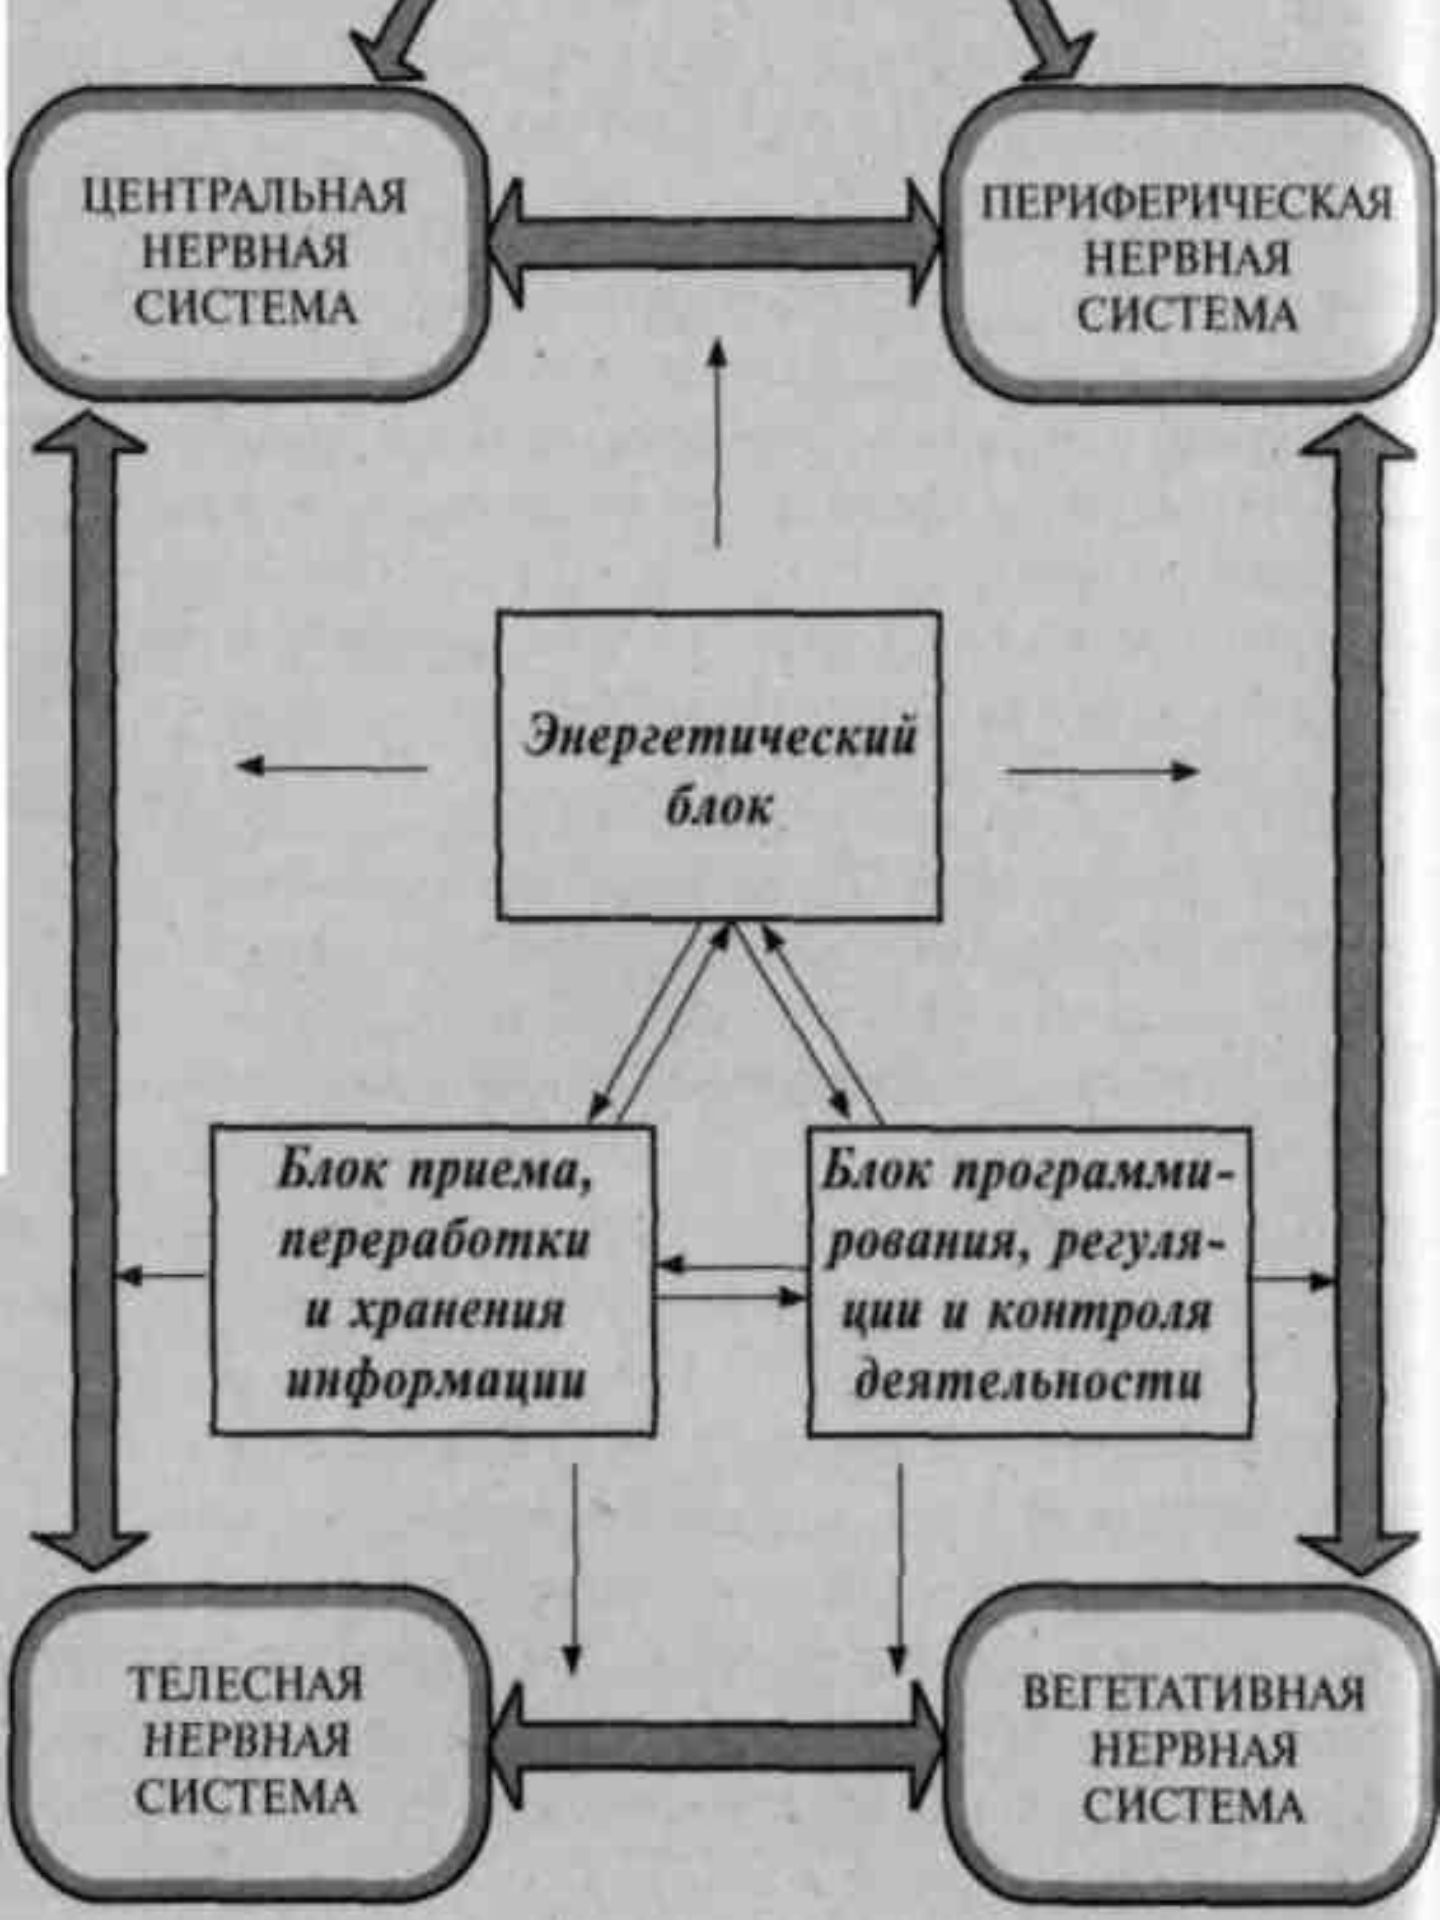 ЦЕНТРАЛЬНАЯ
НЕРВНАЯ
СИСТЕМА
ПЕРИФЕРИЧЕСКАЯ
НЕРВНАЯ
СИСТЕМА
Энергетический
блок
Блок приема,
переработки
и хранения
информации
Блок программи-
рования, регуля-
ции и контроля
деятельности
ТЕЛЕСНАЯ
НЕРВНАЯ
СИСТЕМА
ВЕГЕТАТИВНАЯ
НЕРВНАЯ
СИСТЕМА